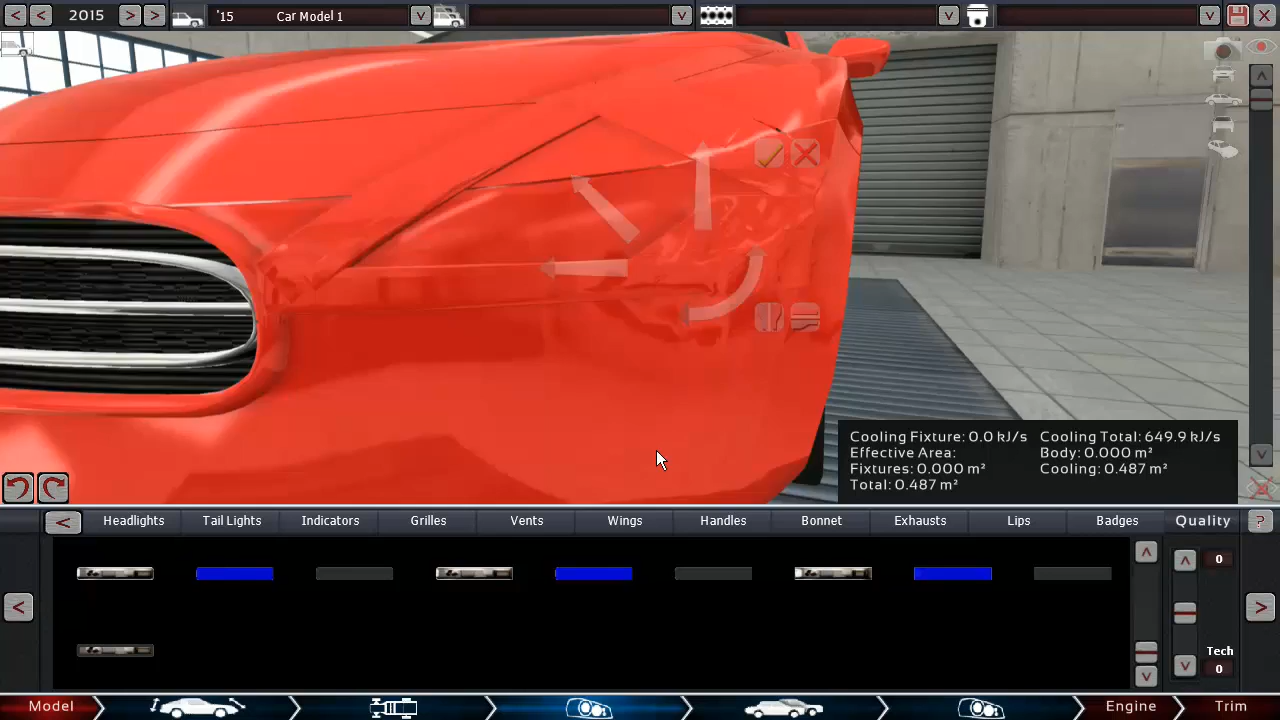 2015 '15 Car Model 1
Cooling Fixture: 0.0 kJ/s Cooling Total: 649.9 kJ/s
Effective Area: Body: 0.000 m²
Fixtures: 0.000 m² Cooling: 0.487 m²
Total: 0.487 m²
< Headlights Tail Lights Indicators Grilles Vents Wings Handles Bonnet Exhausts Lips Badges Quality ?
0
Tech
0
Model Engine Trim